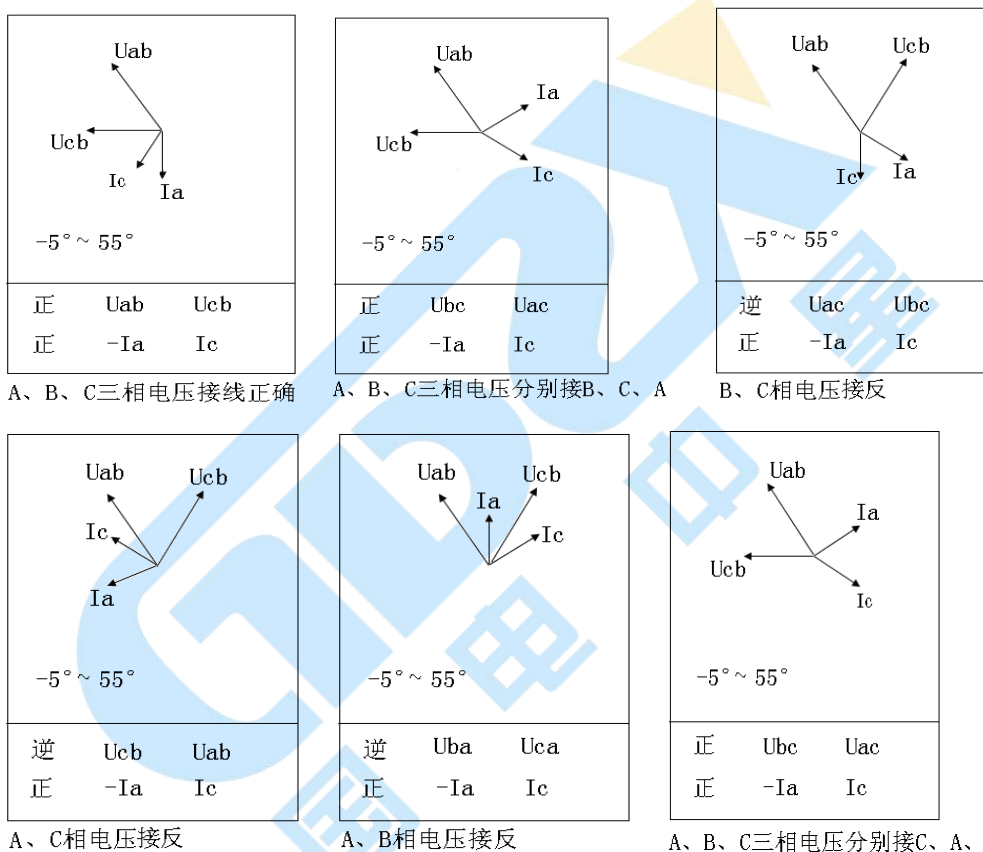 Uab
Ucb
Ic
Ia
-5°~ 55°
正 Uab Ucb
正 -Ia Ic
A、B、C三相电压接线正确
Uab
Ia
Ucb
Ic
-5°~ 55°
正 Ubc Uac
正 -Ia Ic
A、B、C三相电压分别接B、C、A
Uab Ucb
Ic Ia
-5°~ 55°
逆 Uac Ubc
正 -Ia Ic
B、C相电压接反
Uab Ucb
Ic
Ia
-5°~ 55°
逆 Ucb Uab
正 -Ia Ic
A、C相电压接反
Uab Ucb
Ia
Ic
-5°~ 55°
逆 Uba Uca
正 -Ia Ic
A、B相电压接反
Uab
Ia
Ucb
Ic
-5°~ 55°
正 Ubc Uac
正 -Ia Ic
A、B、C三相电压分别接C、A、
GDZX
国电中星